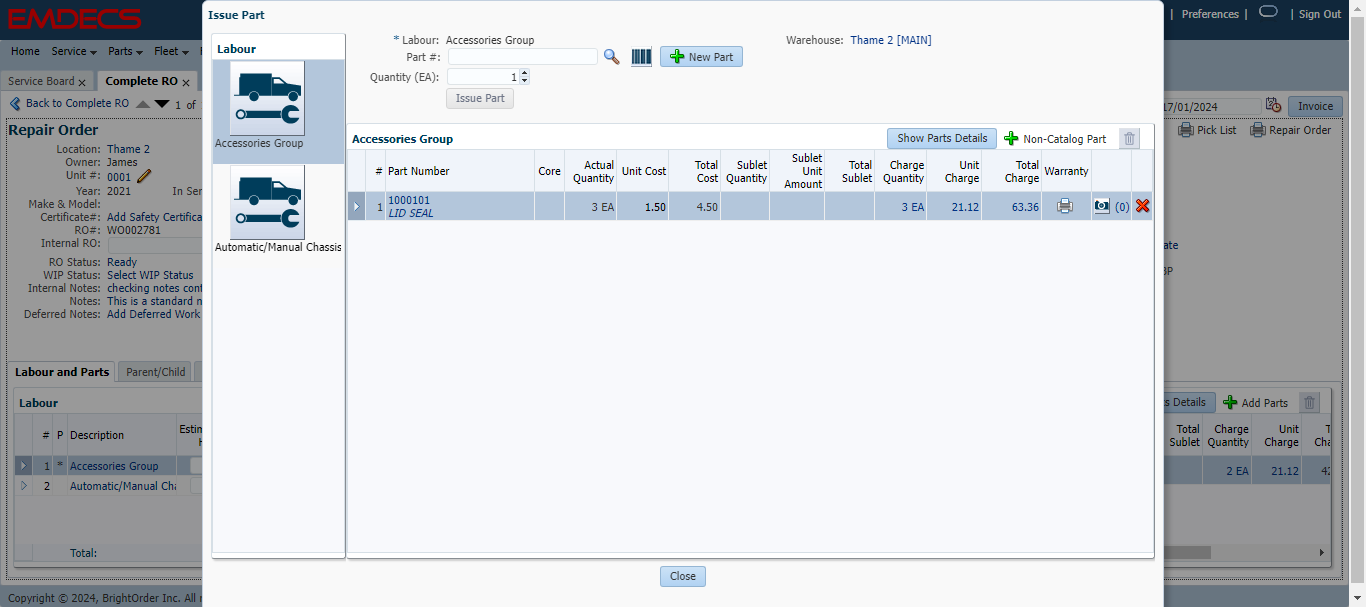 EMDECS
| Preferences | | Sign Out
Home Service Parts Fleet
Service Board x Complete RO x
Back to Complete RO 1 of
17/01/2024 Invoice
Pick List Repair Order
Repair Order
Location: Thame 2
Owner: James
Unit #: 0001
Year: 2021 In Ser
Make & Model:
Certificate#: Add Safety Certifica
RO#: WO002781
Internal RO:
RO Status: Ready
WIP Status: Select WIP Status
Internal Notes: checking notes cont
Notes: This is a standard n
Deferred Notes: Add Deferred Work
Labour and Parts Parent/Child
Labour
# P Description Estim
H
1 * Accessories Group
2 Automatic/Manual Cha
Total:
Copyright © 2024, BrightOrder Inc. All r
Issue Part
Labour
Accessories Group
Automatic/Manual Chassis
* Labour: Accessories Group
Part #: New Part
Quantity (EA): 1
Issue Part
Warehouse: Thame 2 [MAIN]
Accessories Group Show Parts Details Non-Catalog Part
# Part Number Core Actual Quantity Unit Cost Total Cost Sublet Quantity Sublet Unit Amount Total Sublet Charge Quantity Unit Charge Total Charge Warranty
1 1000101 3 EA 1.50 4.50 3 EA 21.12 63.36 (0)
LID SEAL
Close
ate
BP
s Details Add Parts
Total Sublet Charge Quantity Unit Charge T
Cha
2 EA 21.12 42